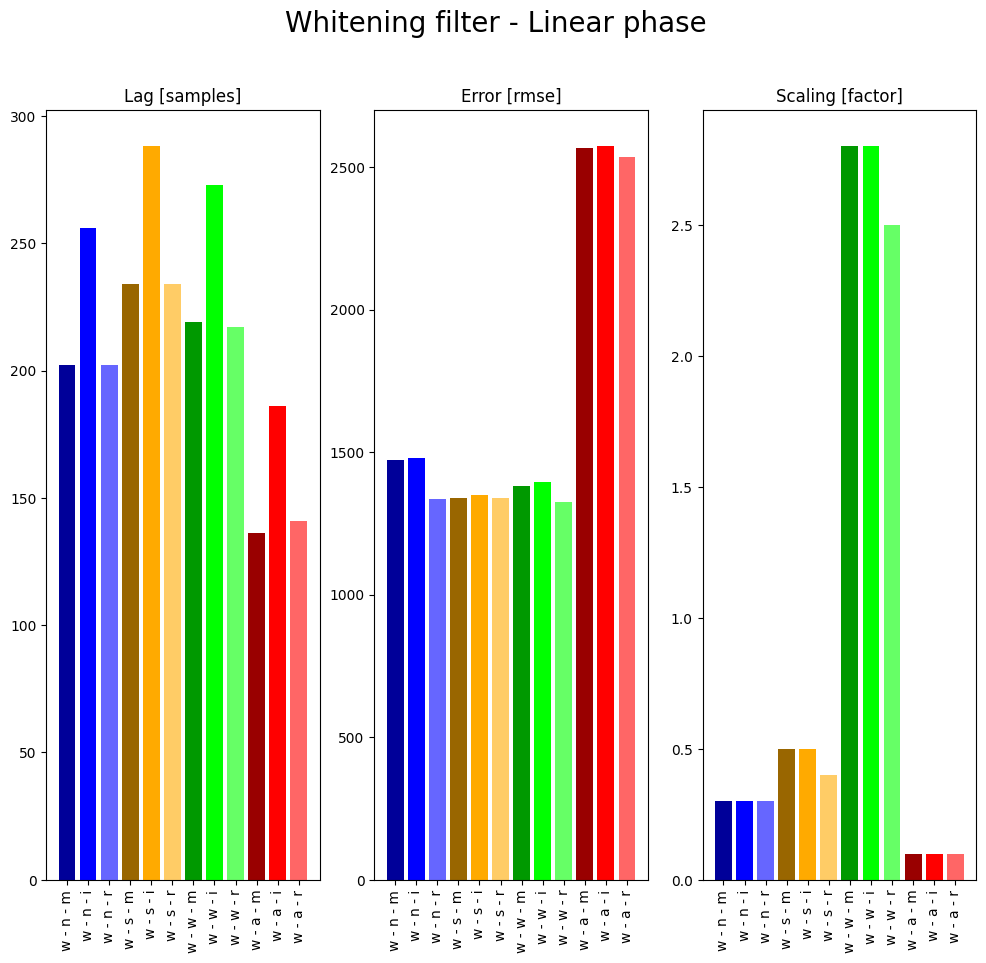 Whitening filter - Linear phase
Lag [samples]
300
250
200
150
100
50
0
w - n - m
w - n - i
w - n - r
w - s - m
w - s - i
w - s - r
w - w - m
w - w - i
w - w - r
w - a - m
w - a - i
w - a - r
Error [rmse]
2500
2000
1500
1000
500
0
w - n - m
w - n - i
w - n - r
w - s - m
w - s - i
w - s - r
w - w - m
w - w - i
w - w - r
w - a - m
w - a - i
w - a - r
Scaling [factor]
2.5
2.0
1.5
1.0
0.5
0.0
w - n - m
w - n - i
w - n - r
w - s - m
w - s - i
w - s - r
w - w - m
w - w - i
w - w - r
w - a - m
w - a - i
w - a - r